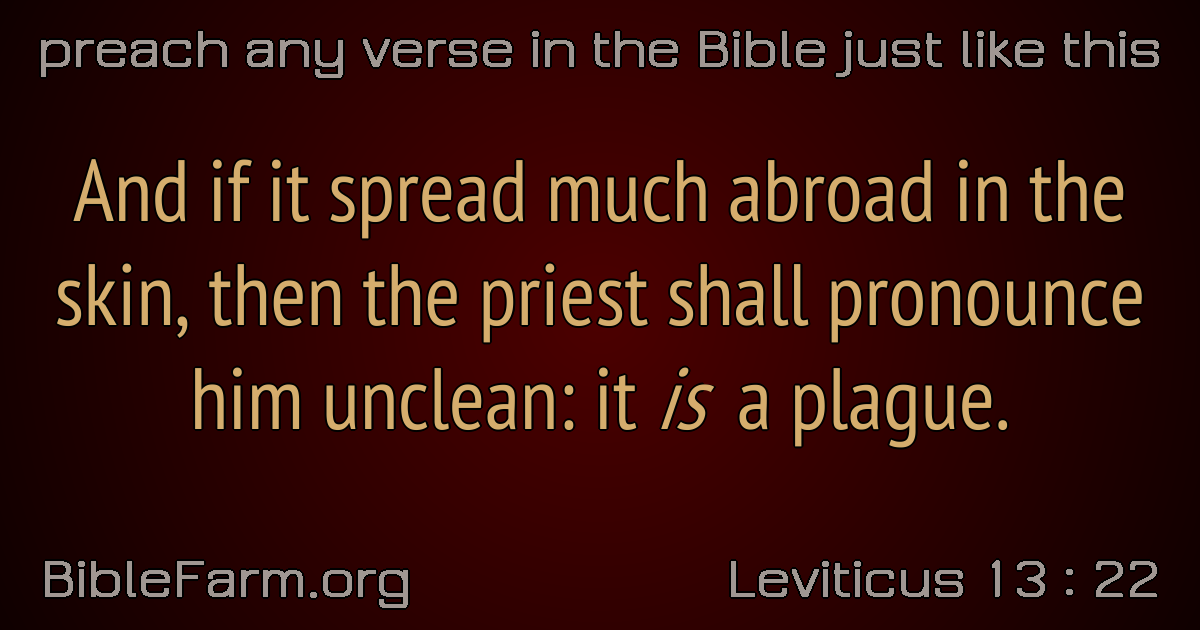 preach any verse in the Bible just like this
And if it spread much abroad in the
skin, then the priest shall pronounce
him unclean: it is a plague.
BibleFarm.org
Leviticus 13 : 22